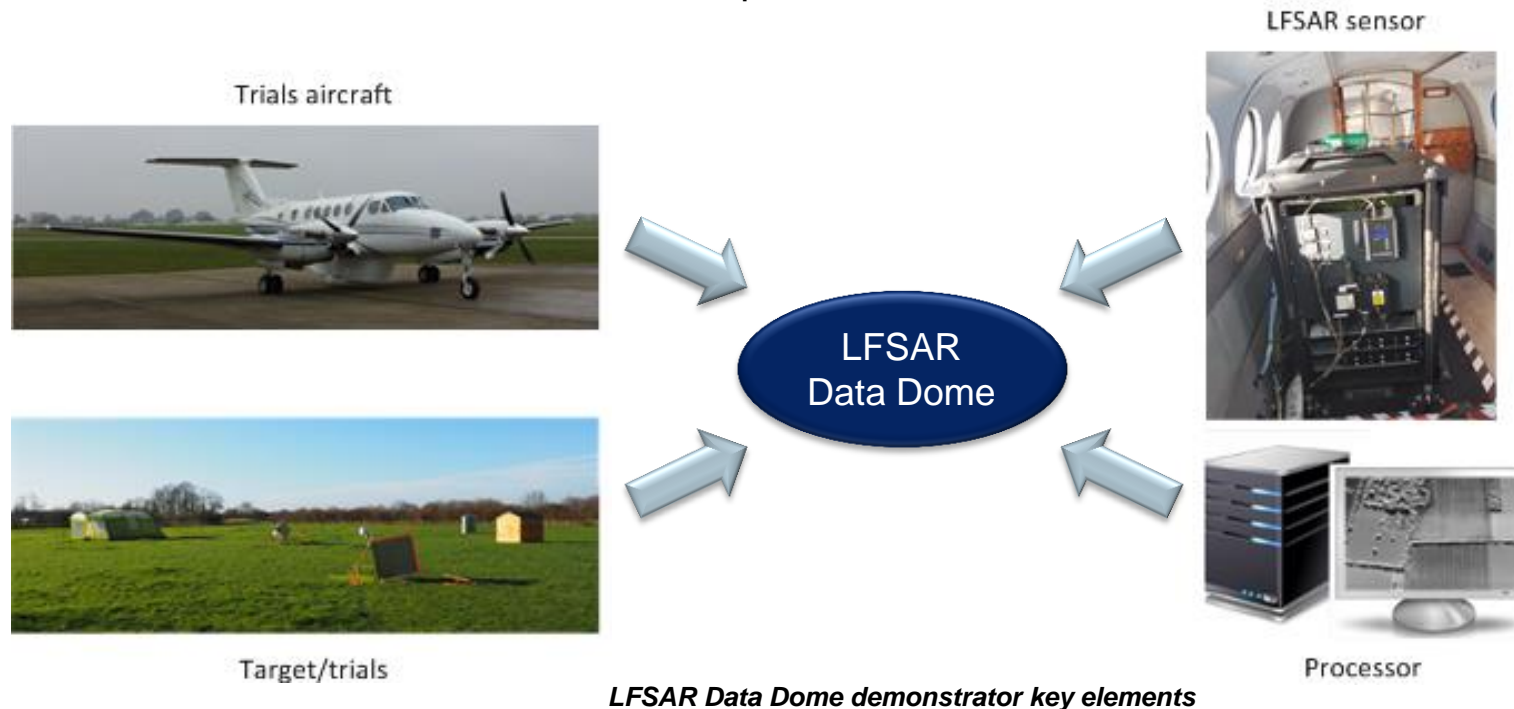 LFSAR sensor
Trials aircraft
LFSAR
Data Dome
Target/trials
Processor
LFSAR Data Dome demonstrator key elements